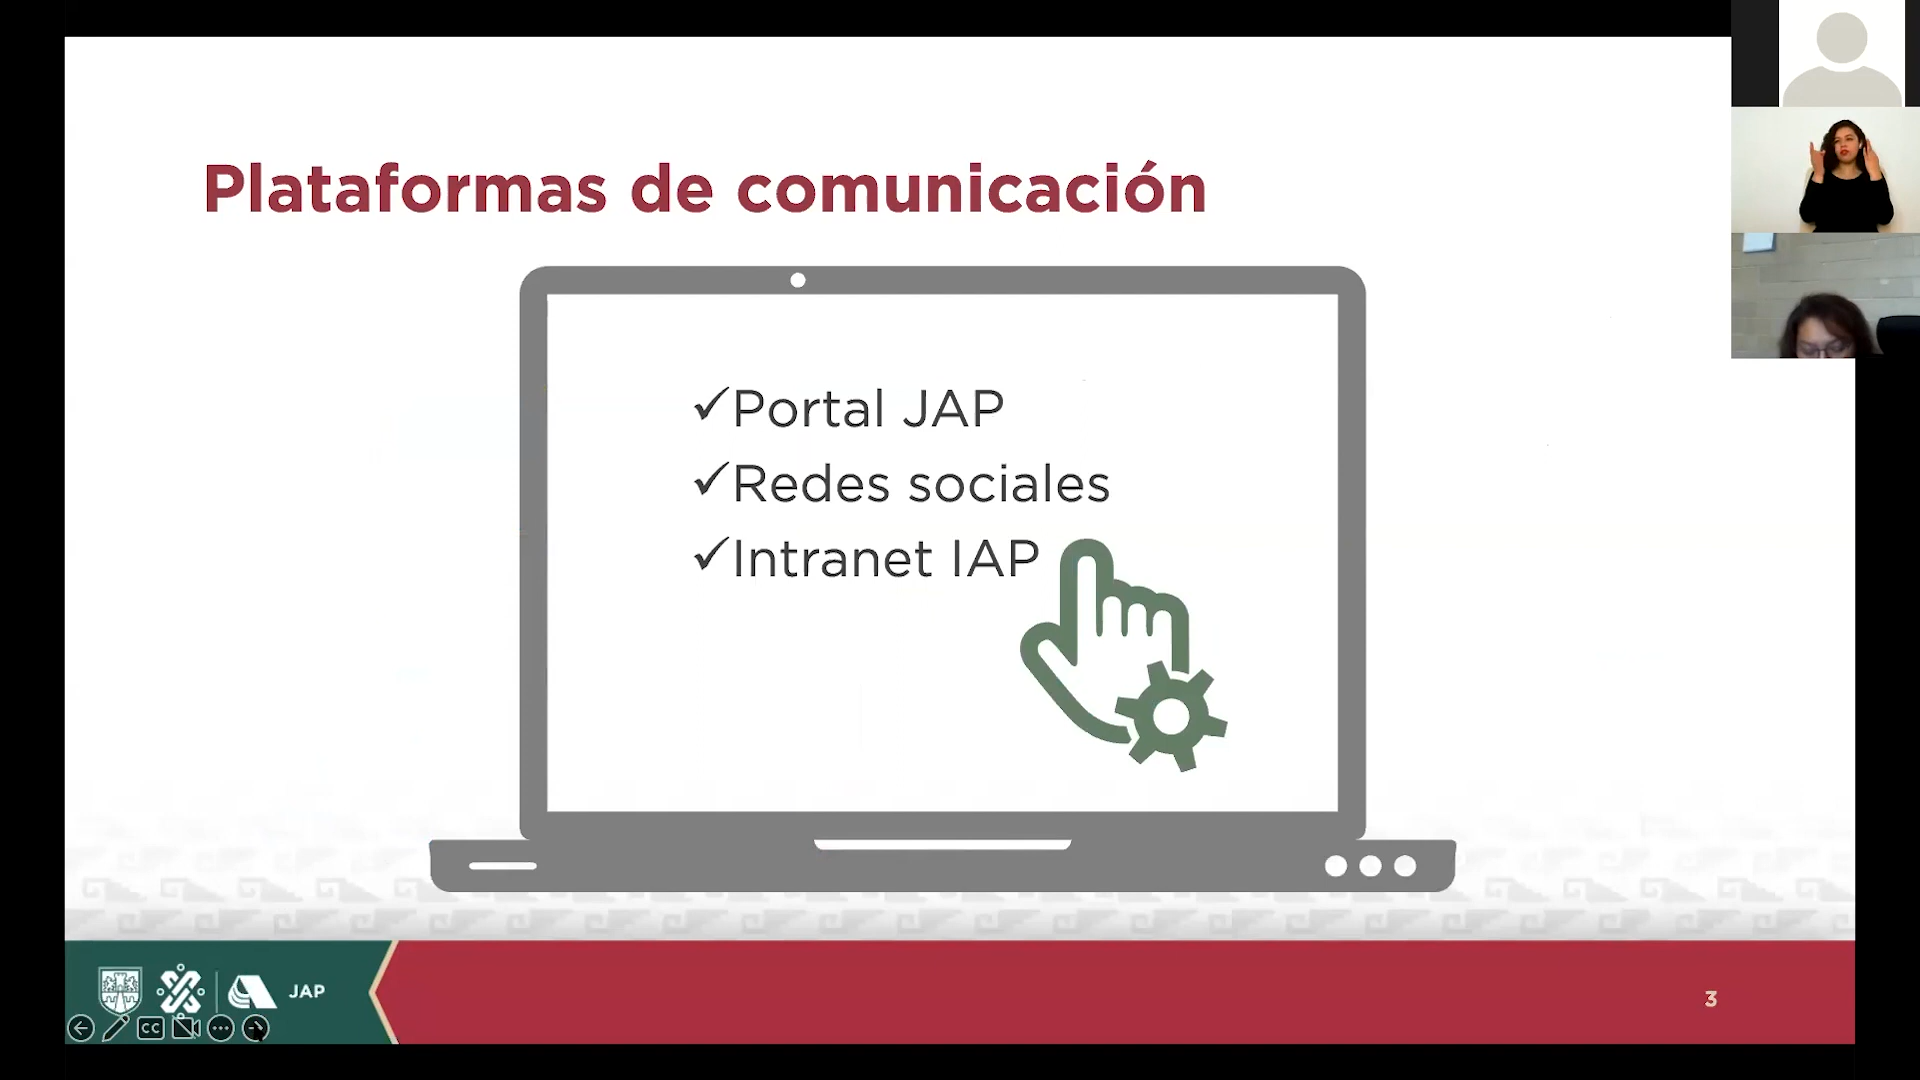 Plataformas de comunicación
✓Portal JAP
✓Redes sociales
✓Intranet IAP
JAP
CC
3